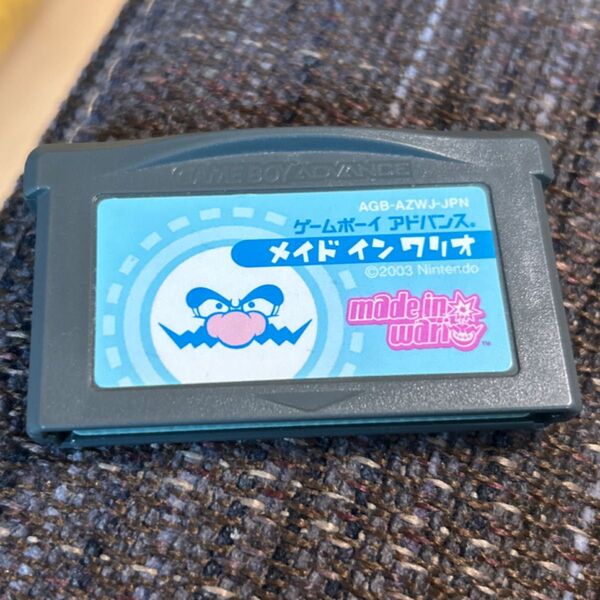 GAME BOY ADVANCE
AGB-AZWJ-JPN
ゲームボーイ アドバンス®
メイド イン ワリオ
©2003 Nintendo
made in
wario™